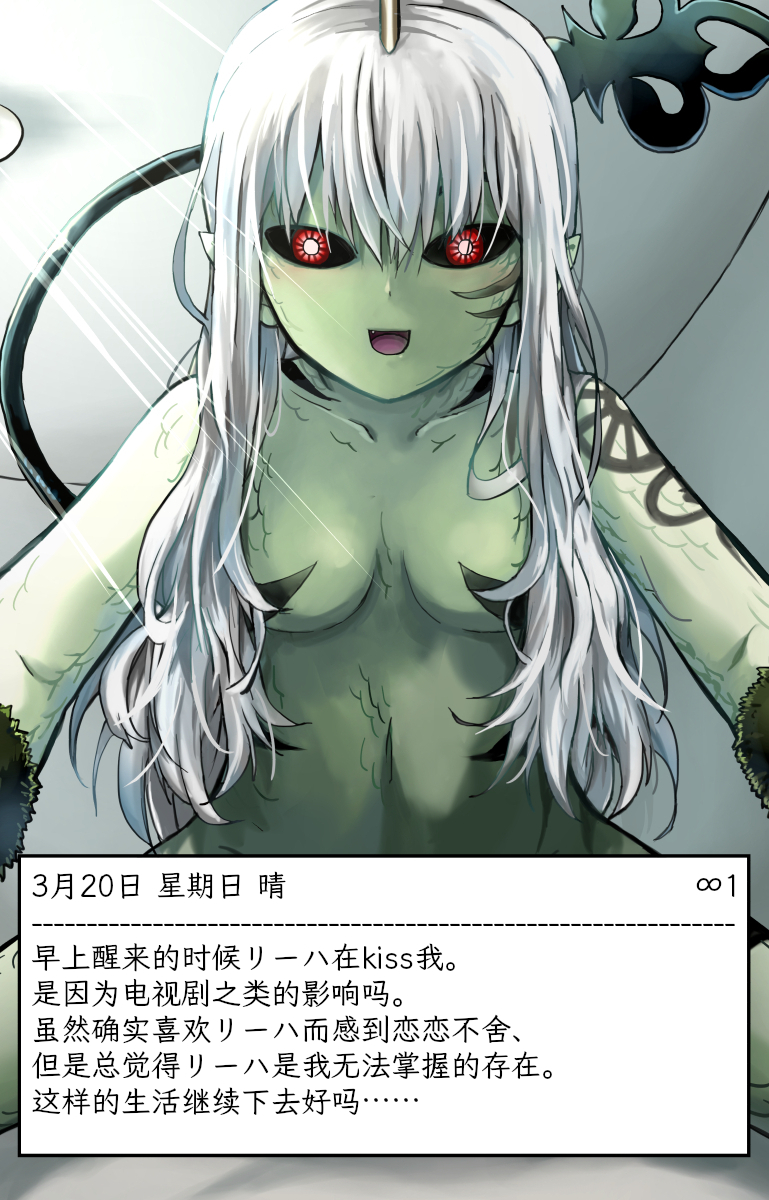 3月20日 星期日 晴 ∞1
早上醒来的时候リーハ在kiss我。
是因为电视剧之类的影响吗。
虽然确实喜欢リーハ而感到恋恋不舍、
但是总觉得リーハ是我无法掌握的存在。
这样的生活继续下去好吗……